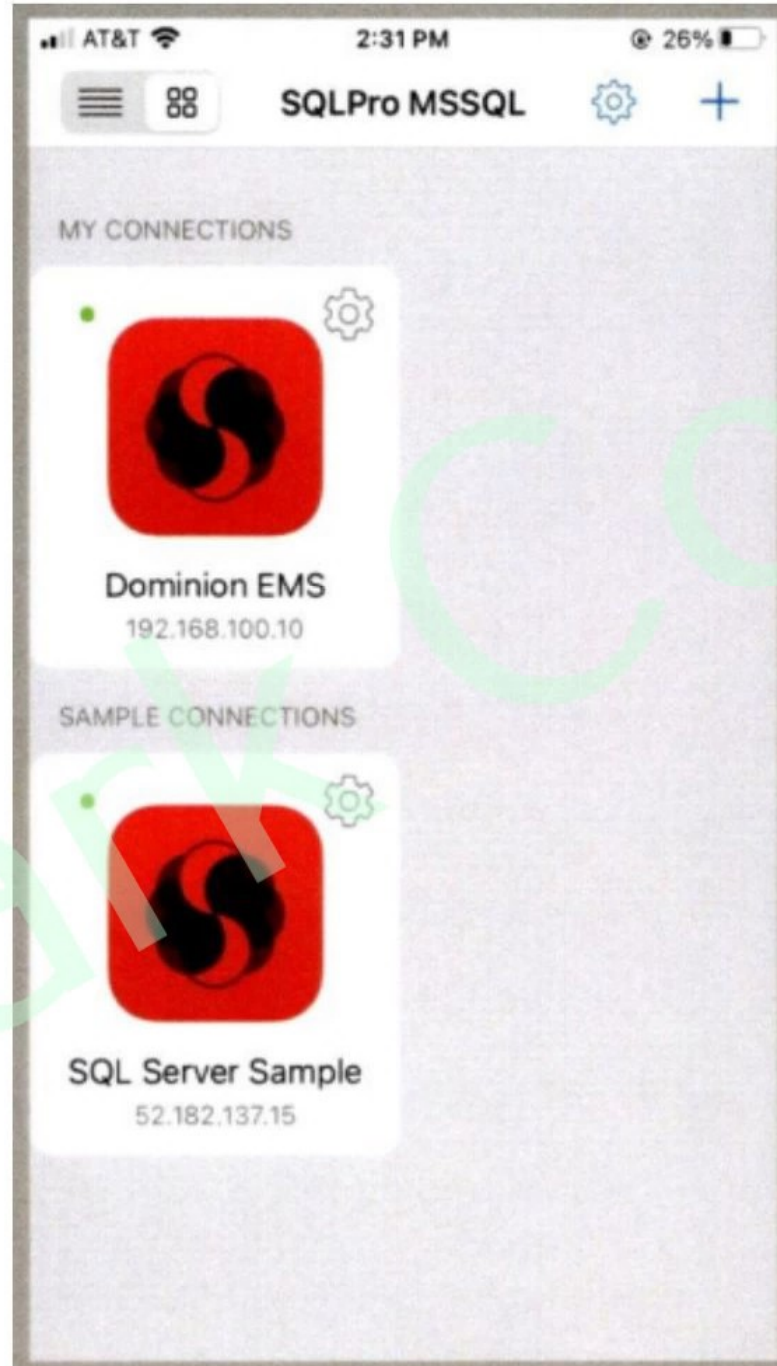 AT&T 2:31 PM 26%
SQLPro MSSQL
MY CONNECTIONS
Dominion EMS
192.168.100.10
SAMPLE CONNECTIONS
SQL Server Sample
52.182.137.15